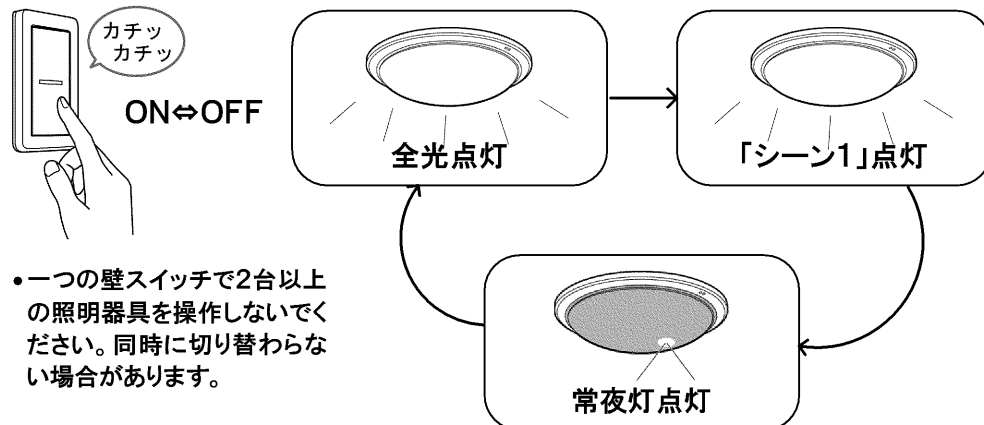 カチッ
カチッ
ON⇔OFF
全光点灯
「シーン1」点灯
常夜灯点灯
•一つの壁スイッチで2台以上
の照明器具を操作しないでく
ださい。同時に切り替わらな
い場合があります。